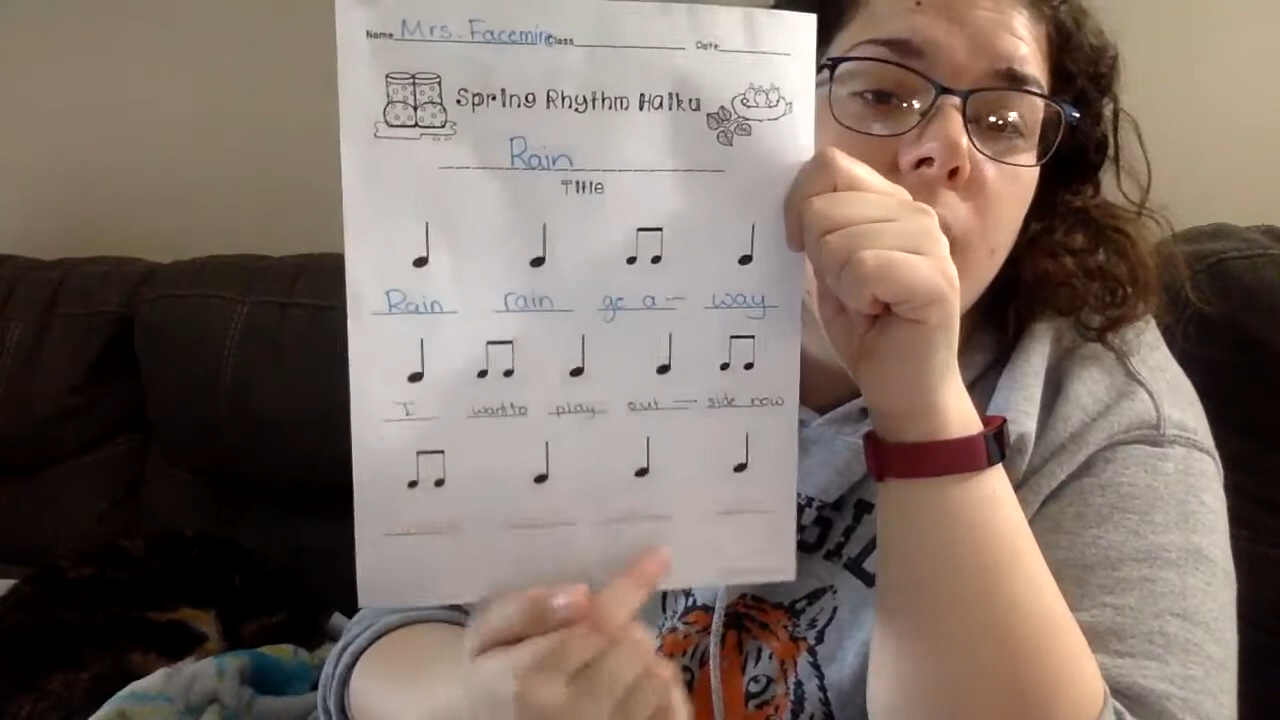 Name Mrs. Facemire Class Date
Spring Rhythm Haiku
Rain
Title
Rain rain go a- way
I want to play out - side now